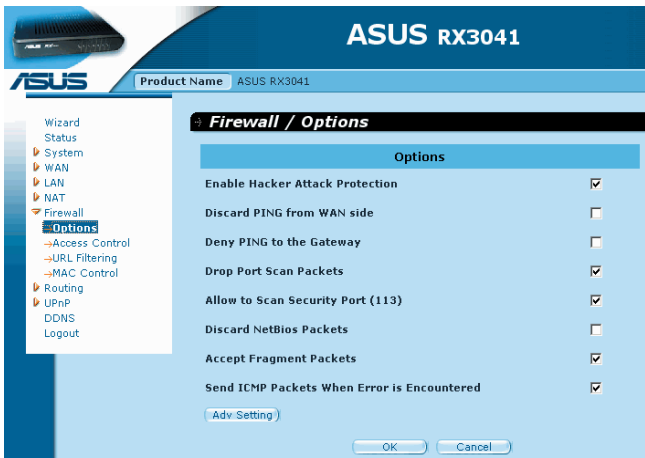 ASUS RX3041
ASUS
Product Name ASUS RX3041
Wizard
Status
System
WAN
LAN
NAT
Firewall
Options
Access Control
URL Filtering
MAC Control
Routing
UPnP
DDNS
Logout
Firewall / Options
Options
Enable Hacker Attack Protection
Discard PING from WAN side
Deny PING to the Gateway
Drop Port Scan Packets
Allow to Scan Security Port (113)
Discard NetBios Packets
Accept Fragment Packets
Send ICMP Packets When Error is Encountered
Adv Setting
OK Cancel